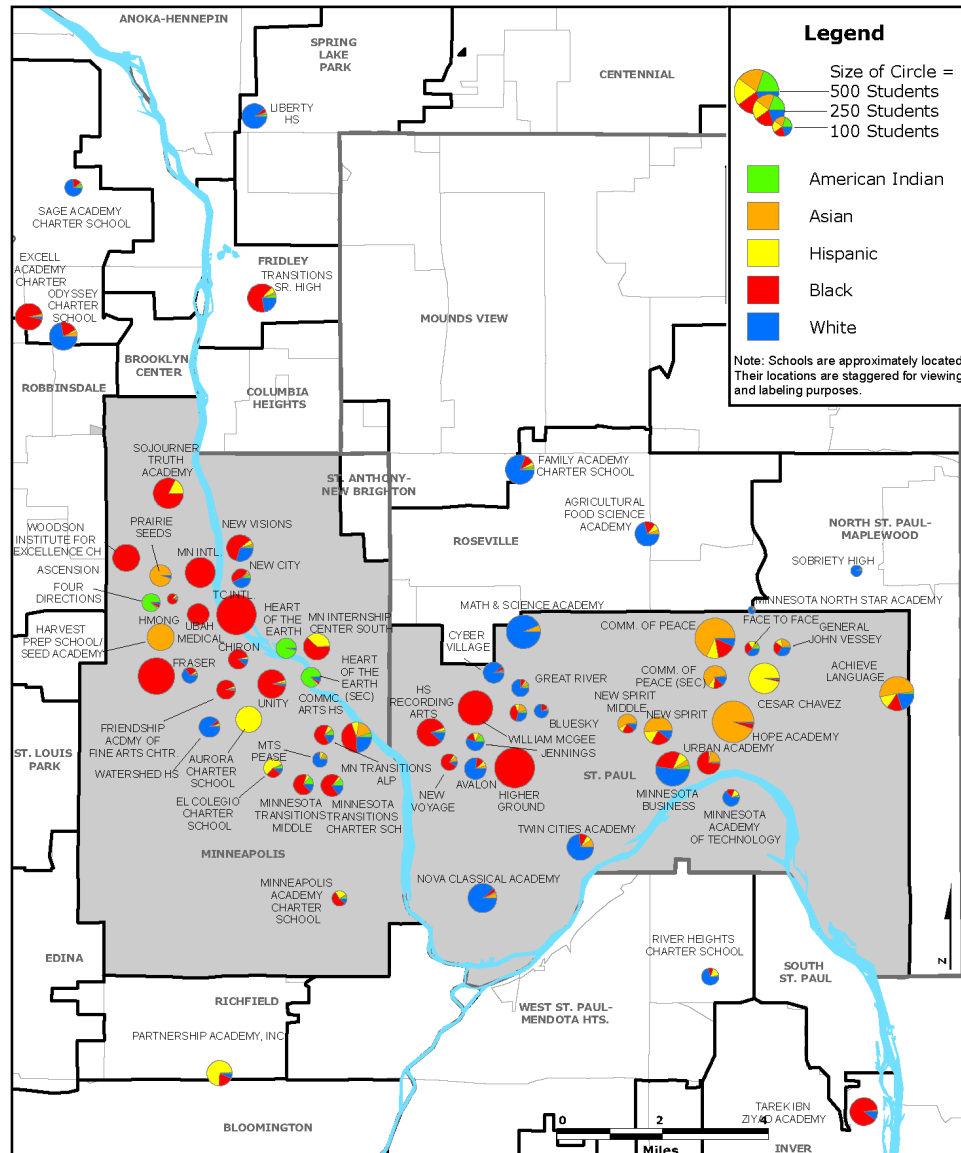 ANOKA-HENNEPIN
SPRING
LAKE
PARK
CENTENNIAL
LIBERTY
HS
Legend
Size of Circle =
500 Students
250 Students
100 Students
American Indian
Asian
Hispanic
Black
White
Note: Schools are approximately located.
Their locations are staggered for viewing
and labeling purposes.
SAGE ACADEMY
CHARTER SCHOOL
EXCELL
ACADEMY
CHARTER
ODYSSEY
CHARTER
SCHOOL
FRIDLEY
TRANSITIONS
SR. HIGH
MOUNDS VIEW
BROOKLYN
CENTER
ROBBINSDALE
COLUMBIA
HEIGHTS
SOJOURNER
TRUTH
ACADEMY
ST. ANTHONY-
NEW BRIGHTON
FAMILY ACADEMY
CHARTER SCHOOL
AGRICULTURAL
FOOD SCIENCE
ACADEMY
ROSEVILLE
NORTH ST. PAUL-
MAPLEWOOD
SOBRIETY HIGH
WOODSON
INSTITUTE FOR
EXCELLENCE CH
PRAIRIE
SEEDS
NEW VISIONS
MN INTL.
NEW CITY
ASCENSION
FOUR
DIRECTIONS
TC INTL.
HMONG
UBAH
MEDICAL
HEART
OF THE
EARTH
MN INTERNSHIP
CENTER SOUTH
MATH & SCIENCE ACADEMY
MINNESOTA NORTH STAR ACADEMY
COMM. OF PEACE
FACE TO FACE
GENERAL
JOHN VESSEY
HARVEST
PREP SCHOOL/
SEED ACADEMY
CHIRON
FRASER
HEART
OF THE
EARTH
(SEC)
CYBER
VILLAGE
GREAT RIVER
COMM. OF
PEACE (SEC)
ACHIEVE
LANGUAGE
CESAR CHAVEZ
UNITY
COMMC
ARTS HS
HS
RECORDING
ARTS
BLUESKY
NEW SPIRIT
MIDDLE
NEW SPIRIT
HOPE ACADEMY
FRIENDSHIP
ACDMY OF
FINE ARTS CHTR.
WILLIAM MCGEE
JENNINGS
WATERSHED HS
ST. LOUIS
PARK
AURORA
CHARTER
SCHOOL
MTS
PEASE
MN TRANSITIONS
ALP
ST. PAUL
URBAN ACADEMY
EL COLEGIO
CHARTER
SCHOOL
NEW
VOYAGE
AVALON
HIGHER
GROUND
MINNESOTA
BUSINESS
MINNESOTA
TRANSITIONS
MIDDLE
MINNESOTA
TRANSITIONS
CHARTER SCH
MINNESOTA
ACADEMY
OF TECHNOLOGY
TWIN CITIES ACADEMY
MINNEAPOLIS
MINNEAPOLIS
ACADEMY
CHARTER
SCHOOL
NOVA CLASSICAL ACADEMY
EDINA
RIVER HEIGHTS
CHARTER SCHOOL
SOUTH
ST. PAUL
N
RICHFIELD
WEST ST. PAUL-
MENDOTA HTS.
PARTNERSHIP ACADEMY, INC
BLOOMINGTON
0 2 4
Miles
TAREK IBN
ZIYAD ACADEMY
INVER